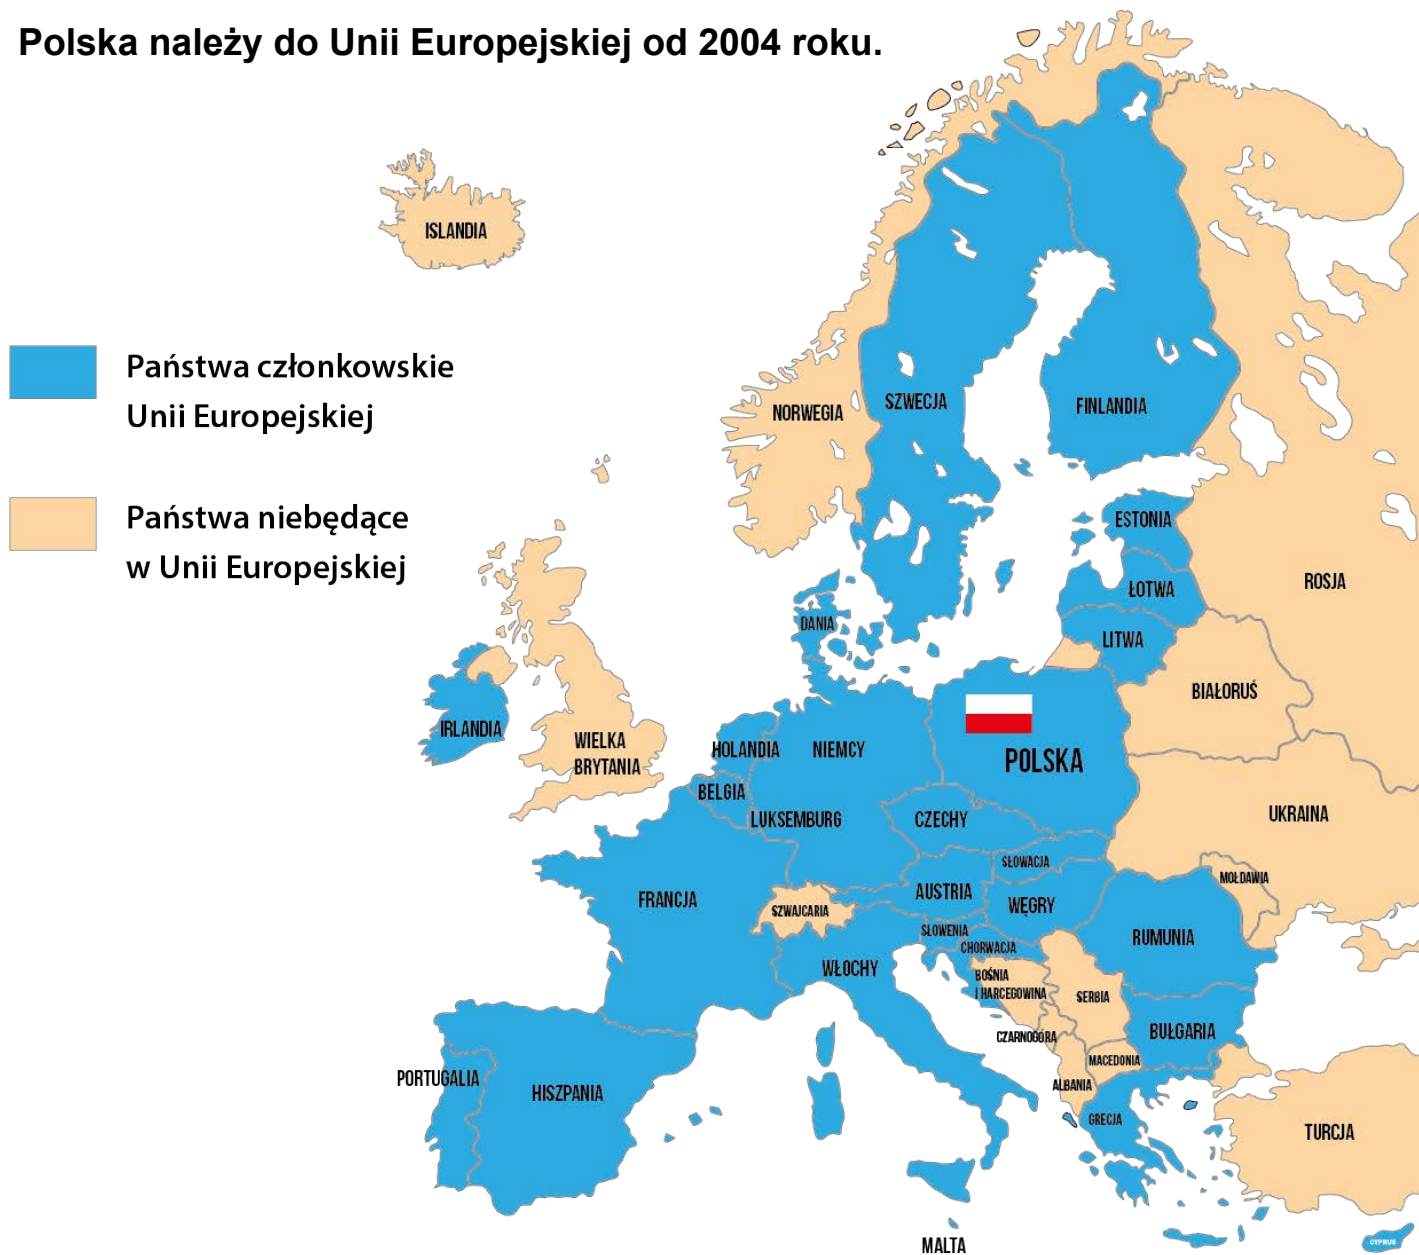 Polska należy do Unii Europejskiej od 2004 roku.
ISLANDIA
Państwa członkowskie
Unii Europejskiej
Państwa niebędące
w Unii Europejskiej
NORWEGIA
SZWECJA
FINLANDIA
ESTONIA
ROSJA
ŁOTWA
DANIA
LITWA
BIAŁORUŚ
IRLANDIA
WIELKA
BRYTANIA
HOLANDIA
NIEMCY
POLSKA
BELGIA
LUKSEMBURG
CZECHY
UKRAINA
SŁOWACJA
MOŁDAWIA
FRANCJA
SZWAJCARIA
AUSTRIA
WĘGRY
SŁOWENIA
CHORWACJA
RUMUNIA
WŁOCHY
BOŚNIA
I HARCEGOWINA
SERBIA
CZARNOGÓRA
BUŁGARIA
MACEDONIA
PORTUGALIA
HISZPANIA
ALBANIA
GRECJA
TURCJA
MALTA
CYPRUS